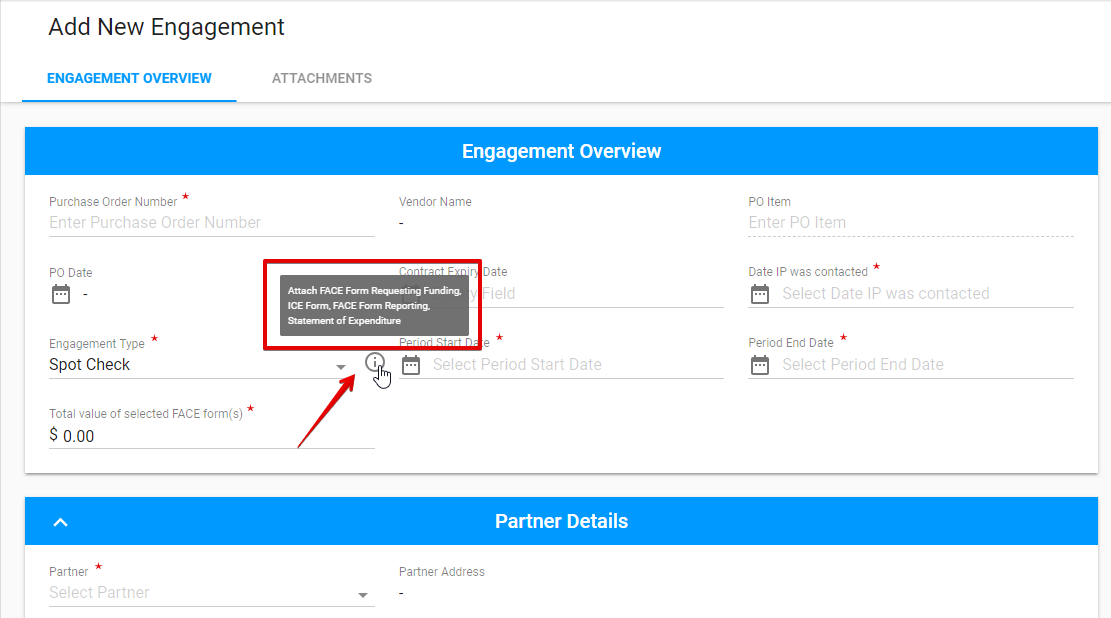 Add New Engagement
ENGAGEMENT OVERVIEW
ATTACHMENTS
Engagement Overview
Purchase Order Number *
Enter Purchase Order Number
Vendor Name
-
PO Item
Enter PO Item
PO Date
-
Contract Expiry Date
y Field
Date IP was contacted *
Select Date IP was contacted
Attach FACE Form Requesting Funding,
ICE Form, FACE Form Reporting,
Statement of Expenditure
Engagement Type *
Spot Check
Period Start Date *
Select Period Start Date
Period End Date *
Select Period End Date
Total value of selected FACE form(s) *
$ 0.00
Partner Details
Partner *
Select Partner
Partner Address
-